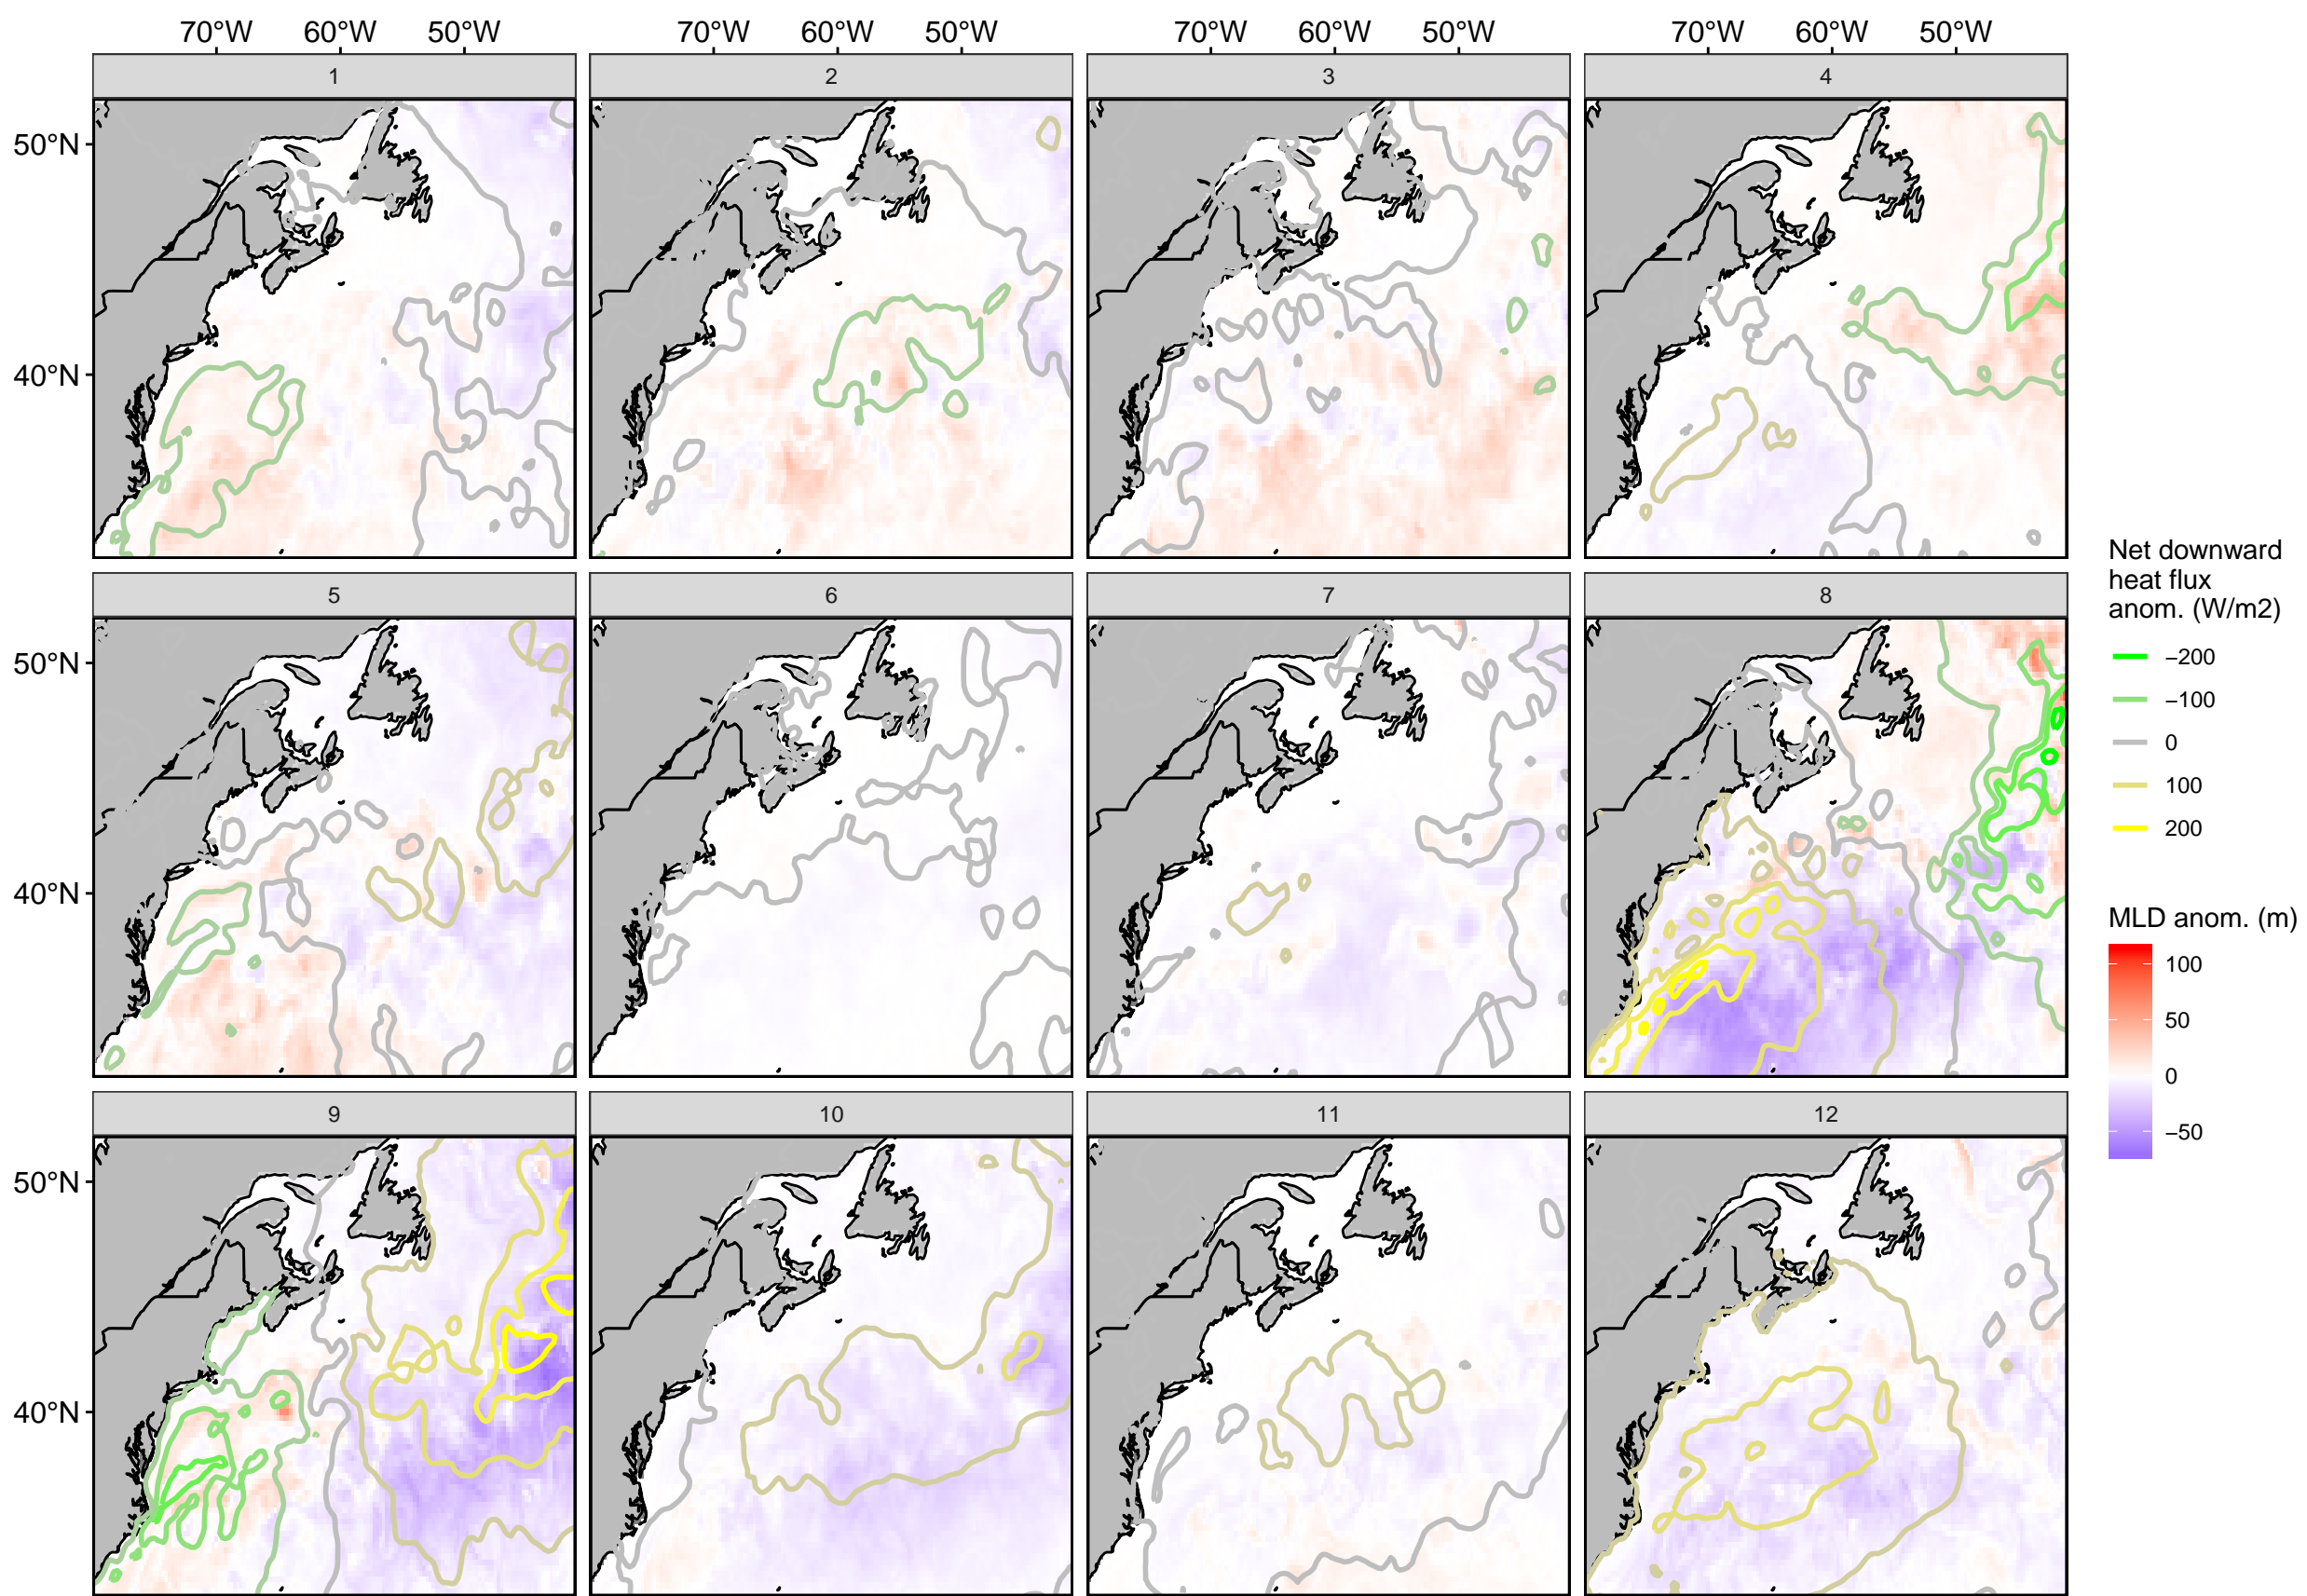 70°W 60°W 50°W 70°W 60°W 50°W 70°W 60°W 50°W 70°W 60°W 50°W
1 2 3 4
50°N
40°N
5 6 7 8
50°N
40°N
9 10 11 12
50°N
40°N
Net downward
heat flux
anom. (W/m2)
−200
−100
0
100
200
MLD anom. (m)
100
50
0
−50